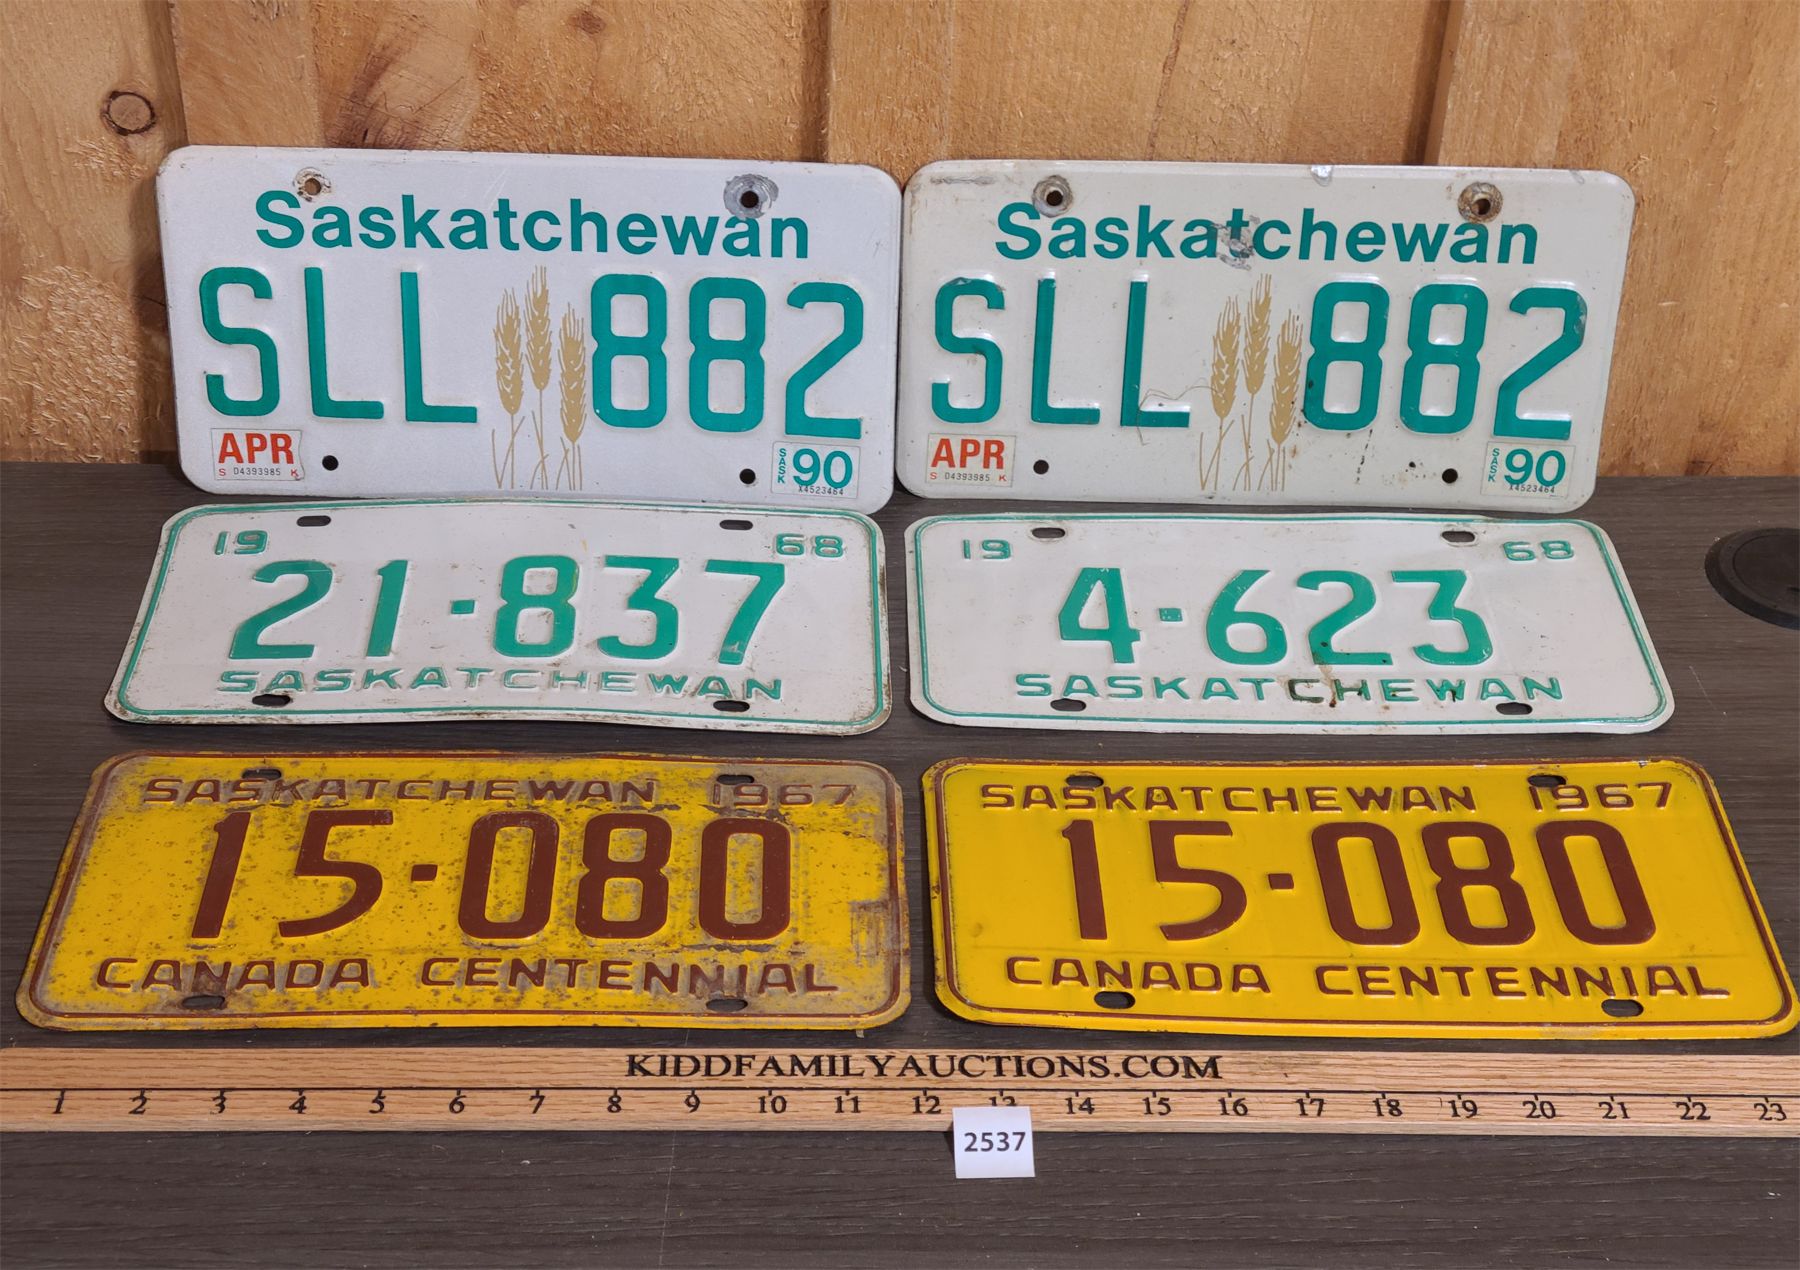 Saskatchewan
SLL 882
APR
S D4393985 K
SASK 90
X4523464
Saskatchewan
SLL 882
APR
S D4393985 K
SASK 90
X4523464
19 68
21-837
SASKATCHEWAN
19 68
4-623
SASKATCHEWAN
SASKATCHEWAN 1967
15-080
CANADA CENTENNIAL
SASKATCHEWAN 1967
15-080
CANADA CENTENNIAL
KIDDFAMILYAUCTIONS.COM
1 2 3 4 5 6 7 8 9 10 11 12 13 14 15 16 17 18 19 20 21 22 23
2537